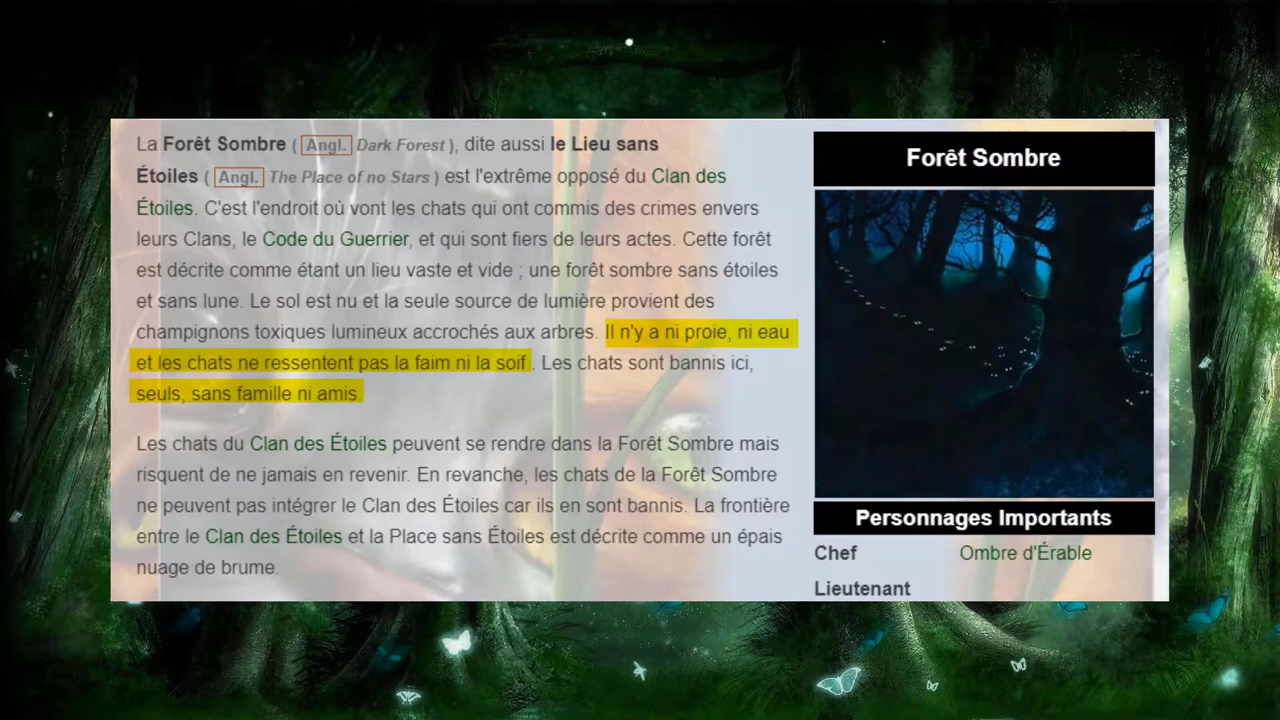 La Forêt Sombre ( Angl. Dark Forest ), dite aussi le Lieu sans
Étoiles ( Angl. The Place of no Stars ) est l'extrême opposé du Clan des
Étoiles. C'est l'endroit où vont les chats qui ont commis des crimes envers
leurs Clans, le Code du Guerrier, et qui sont fiers de leurs actes. Cette forêt
est décrite comme étant un lieu vaste et vide ; une forêt sombre sans étoiles
et sans lune. Le sol est nu et la seule source de lumière provient des
champignons toxiques lumineux accrochés aux arbres. Il n'y a ni proie, ni eau
et les chats ne ressentent pas la faim ni la soif. Les chats sont bannis ici,
seuls, sans famille ni amis.
Les chats du Clan des Étoiles peuvent se rendre dans la Forêt Sombre mais
risquent de ne jamais en revenir. En revanche, les chats de la Forêt Sombre
ne peuvent pas intégrer le Clan des Étoiles car ils en sont bannis. La frontière
entre le Clan des Étoiles et la Place sans Étoiles est décrite comme un épais
nuage de brume.
Forêt Sombre
Personnages Importants
Chef Ombre d'Érable
Lieutenant